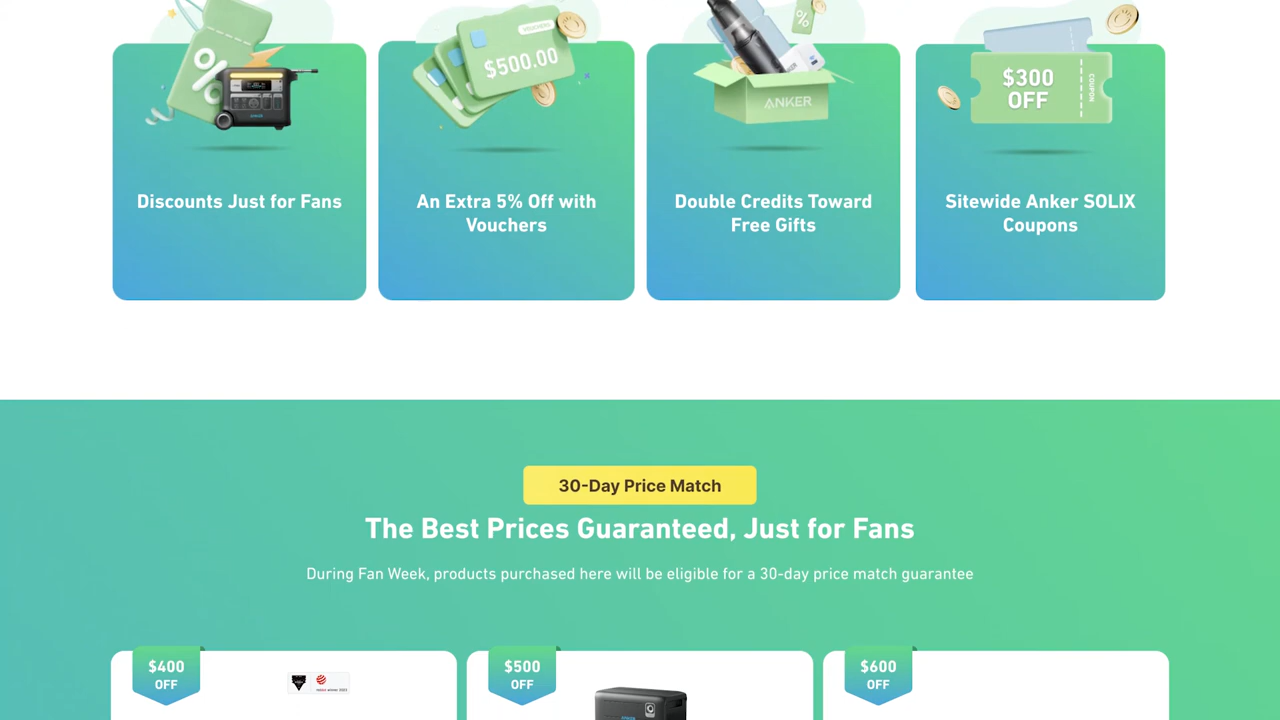 %
VOUCHERS
$500.00
%
ANKER
$300
OFF
COUPON
Discounts Just for Fans
An Extra 5% Off with
Vouchers
Double Credits Toward
Free Gifts
Sitewide Anker SOLIX
Coupons
30-Day Price Match
The Best Prices Guaranteed, Just for Fans
During Fan Week, products purchased here will be eligible for a 30-day price match guarantee
$400
OFF
$500
OFF
$600
OFF